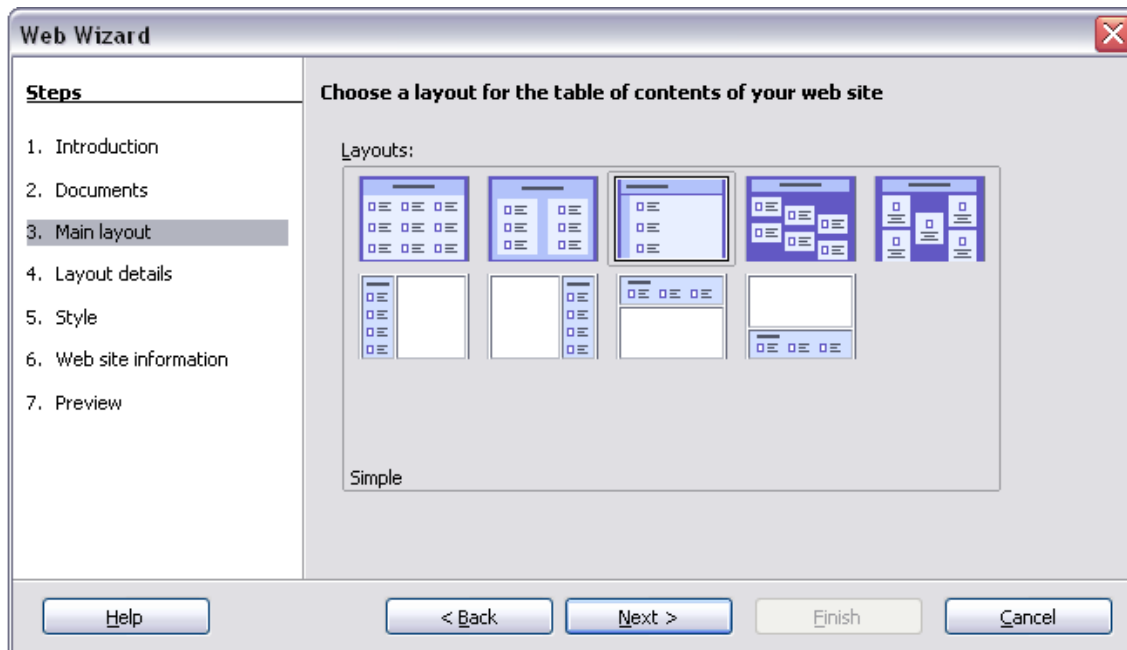 Web Wizard
Steps
1. Introduction
2. Documents
3. Main layout
4. Layout details
5. Style
6. Web site information
7. Preview
Choose a layout for the table of contents of your web site
Layouts:
Simple
Help
< Back
Next >
Finish
Cancel